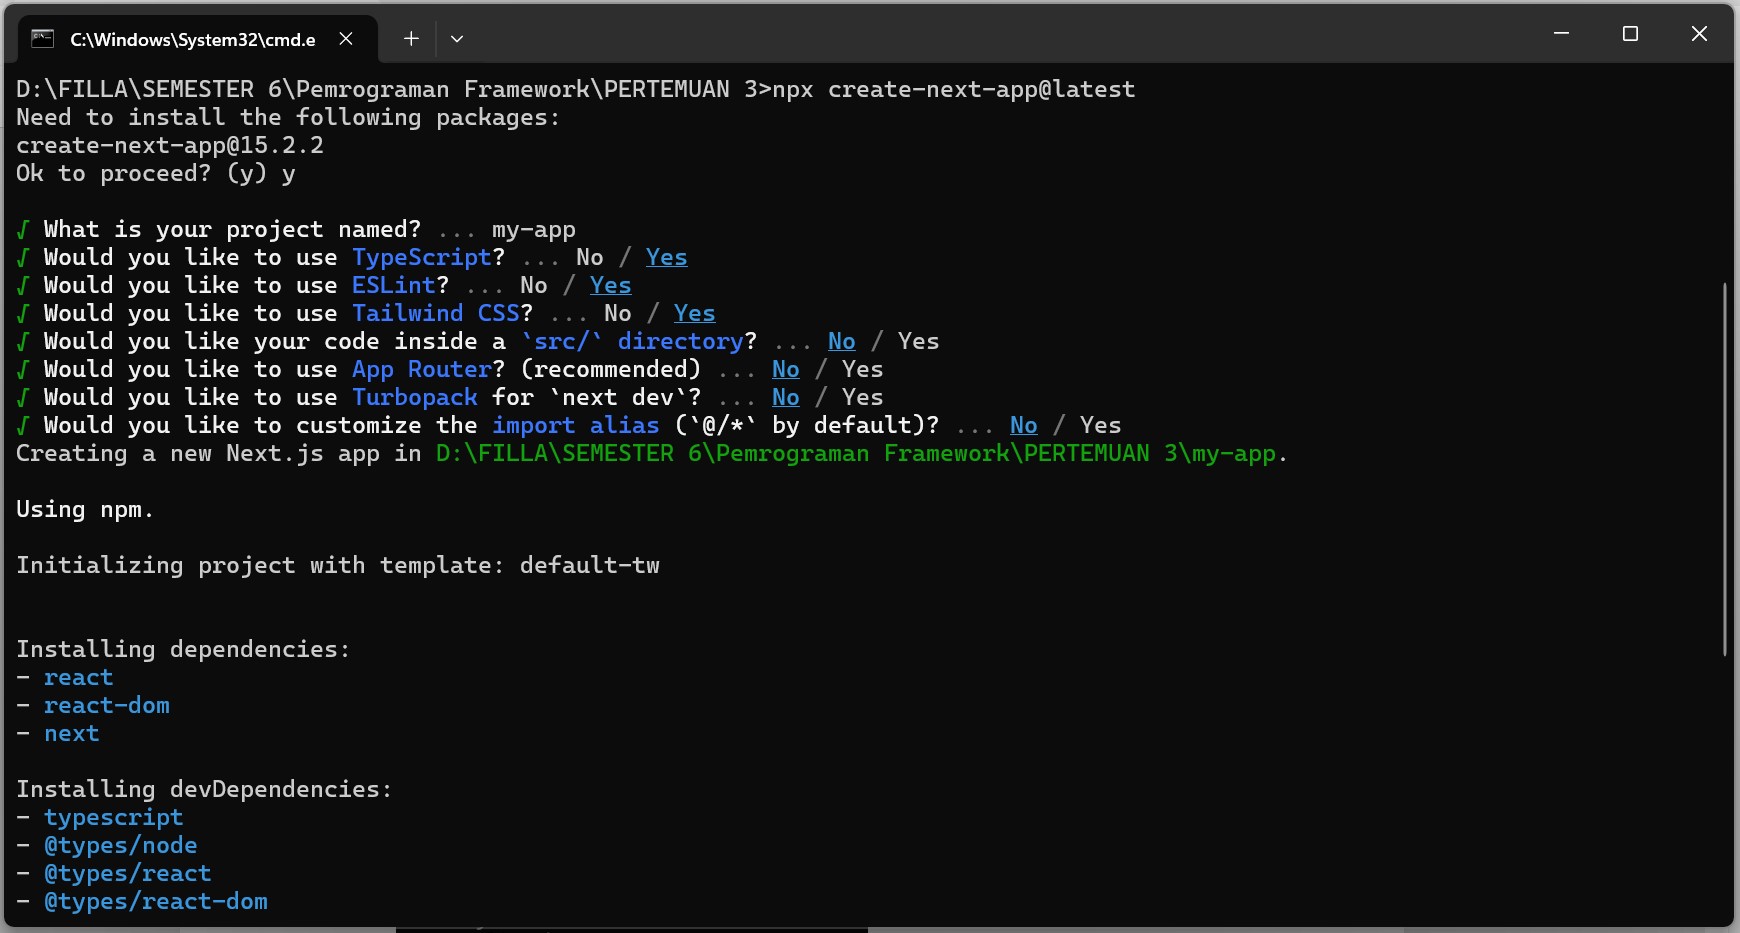 C:\Windows\System32\cmd.e
D:\FILLA\SEMESTER 6\Pemrograman Framework\PERTEMUAN 3>npx create-next-app@latest
Need to install the following packages:
create-next-app@15.2.2
Ok to proceed? (y) y
√ What is your project named? ... my-app
√ Would you like to use TypeScript? ... No / Yes
√ Would you like to use ESLint? ... No / Yes
√ Would you like to use Tailwind CSS? ... No / Yes
√ Would you like your code inside a `src/` directory? ... No / Yes
√ Would you like to use App Router? (recommended) ... No / Yes
√ Would you like to use Turbopack for `next dev`? ... No / Yes
√ Would you like to customize the import alias (`@/*` by default)? ... No / Yes
Creating a new Next.js app in D:\FILLA\SEMESTER 6\Pemrograman Framework\PERTEMUAN 3\my-app.
Using npm.
Initializing project with template: default-tw
Installing dependencies:
- react
- react-dom
- next
Installing devDependencies:
- typescript
- @types/node
- @types/react
- @types/react-dom